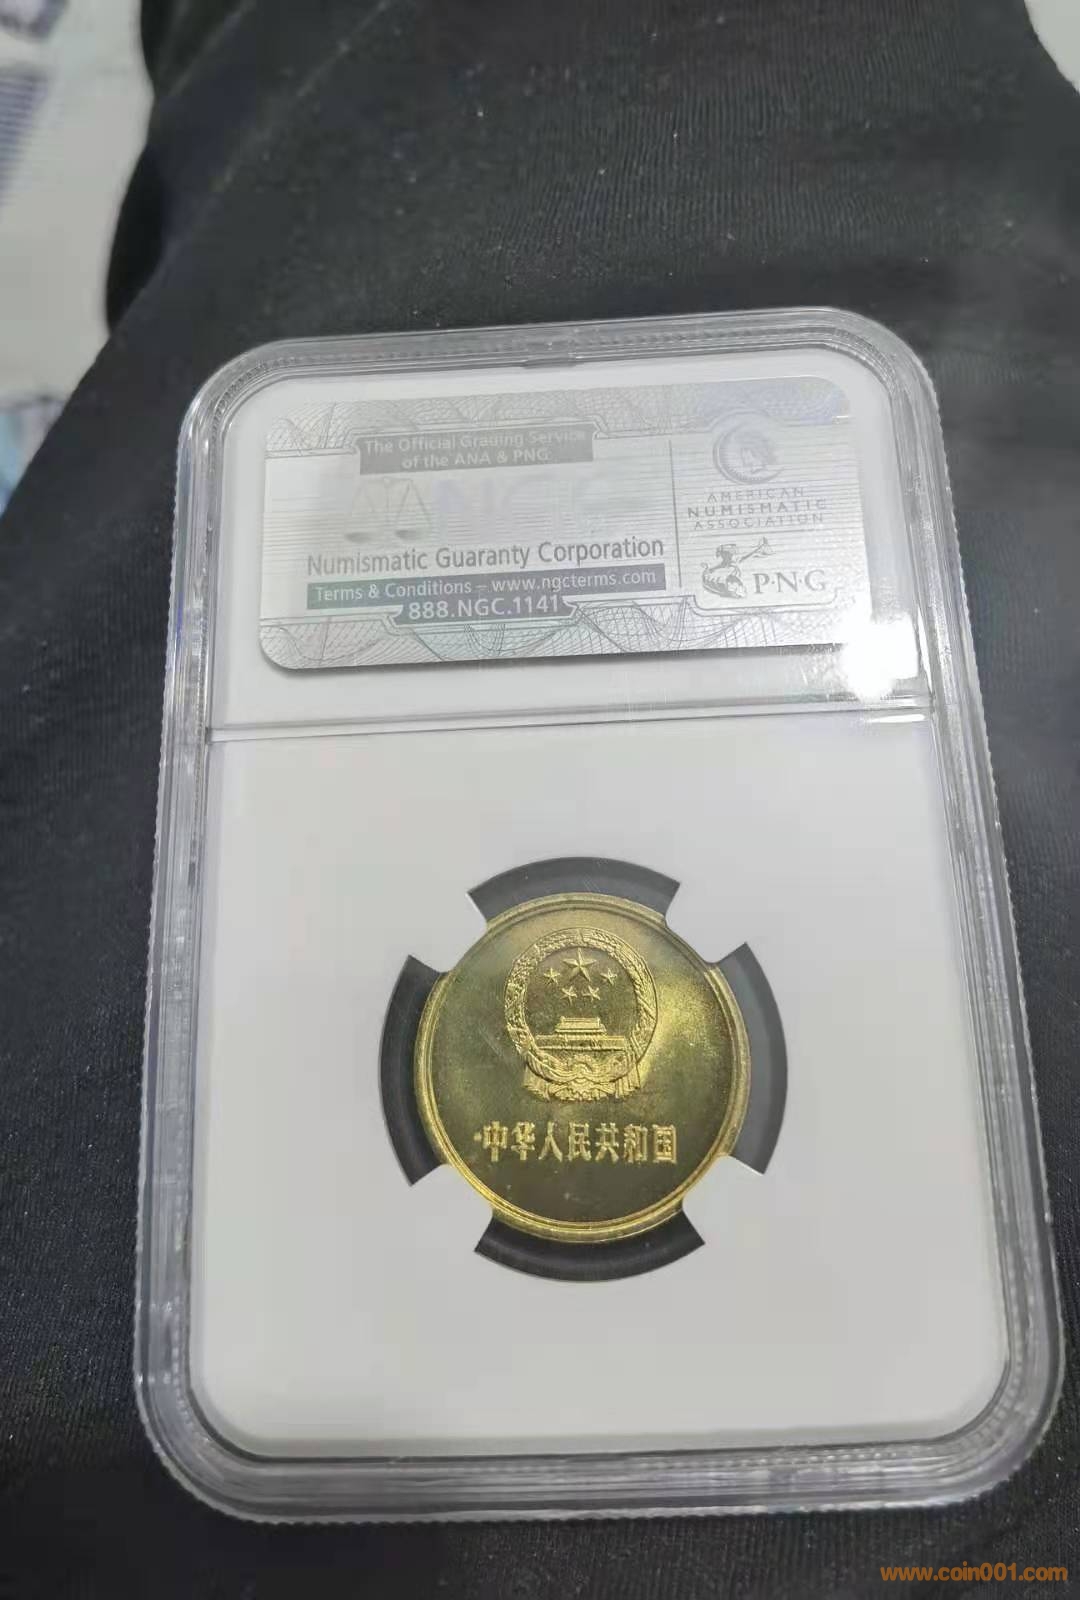 The Official Grading Service
of the ANA & PNG
NGC
Numismatic Guaranty Corporation
Terms & Conditions – www.ngcterms.com
888.NGC.1141
AMERICAN
NUMISMATIC
ASSOCIATION
P·N·G
中华人民共和国
www.coin001.com